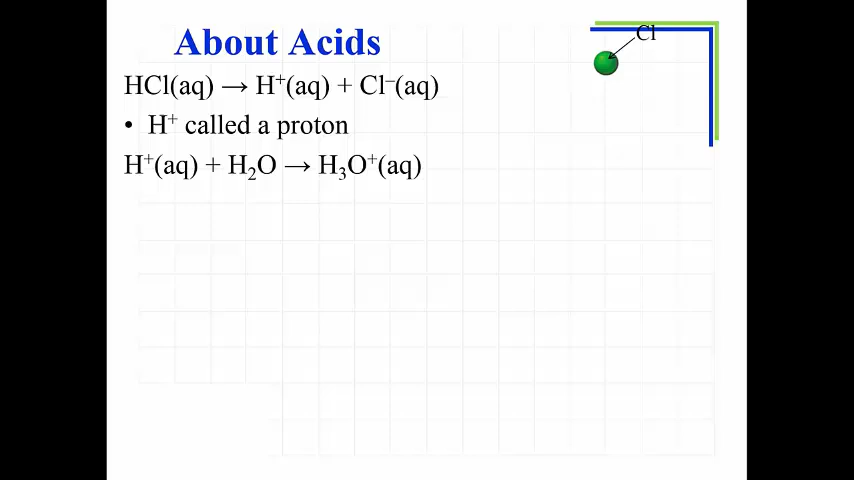 About Acids
Cl
HCl(aq) → H⁺(aq) + Cl⁻(aq)
• H⁺ called a proton
H⁺(aq) + H₂O → H₃O⁺(aq)